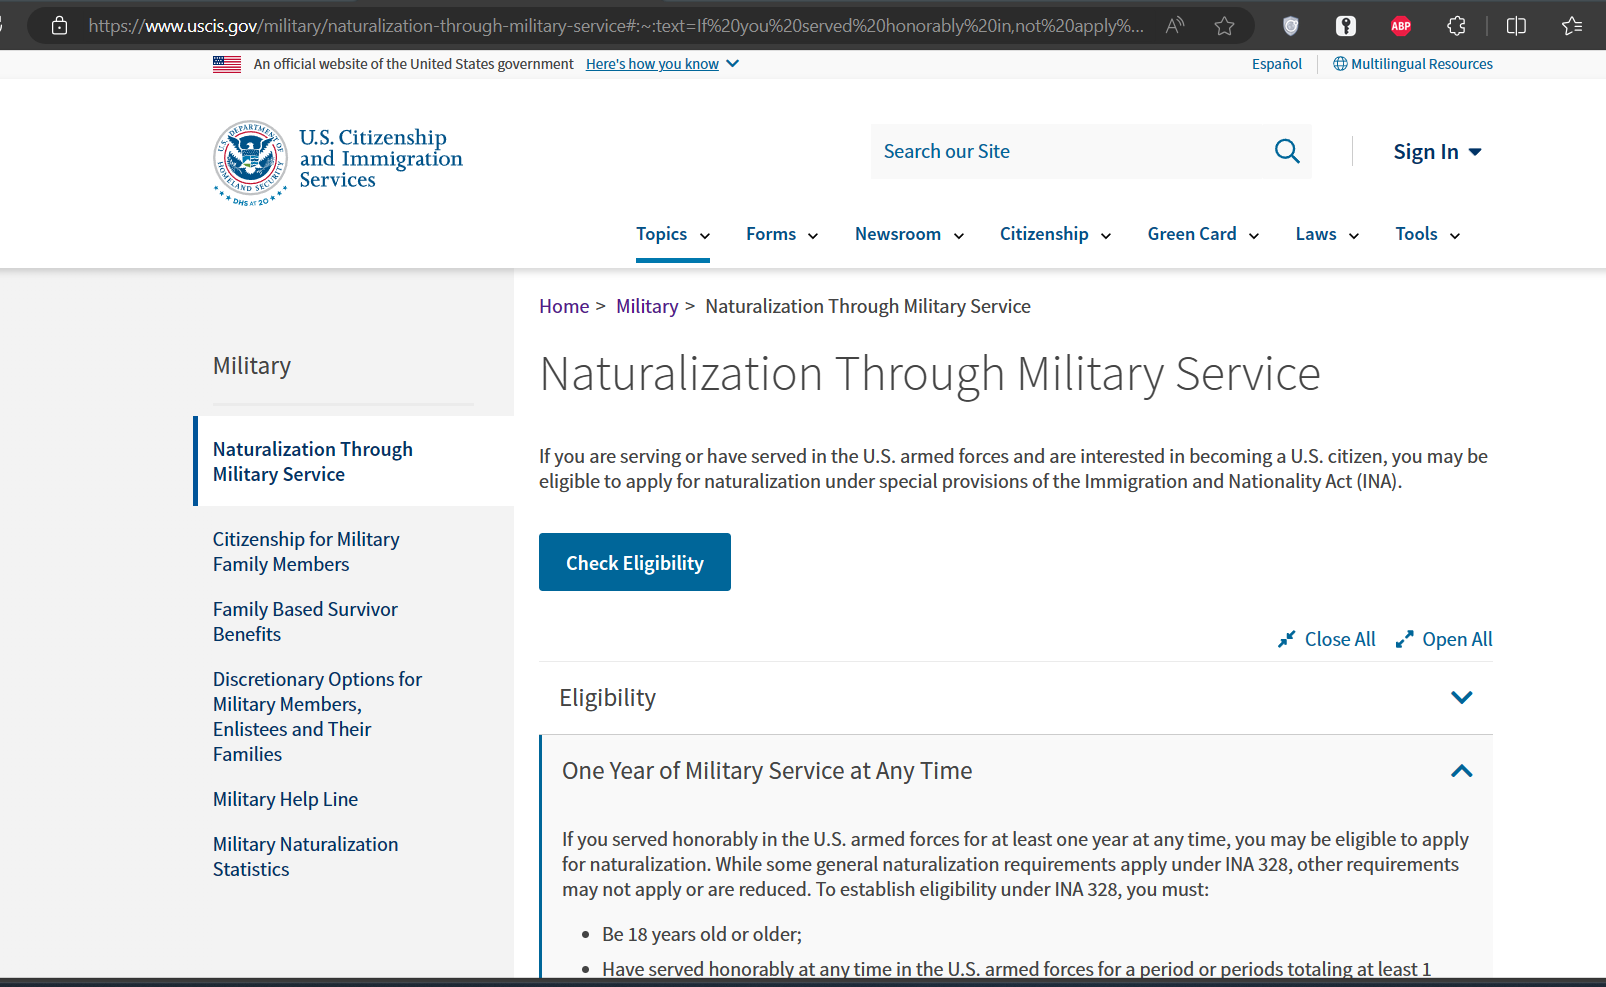 https://www.uscis.gov/military/naturalization-through-military-service#:~:text=If%20you%20served%20honorably%20in,not%20apply%...
ABP
An official website of the United States government Here's how you know
Español Multilingual Resources
U.S. DEPARTMENT OF HOMELAND SECURITY
DHS AT 20
U.S. Citizenship
and Immigration
Services
Search our Site
Sign In
Topics Forms Newsroom Citizenship Green Card Laws Tools
Home > Military > Naturalization Through Military Service
Military
Naturalization Through
Military Service
Citizenship for Military
Family Members
Family Based Survivor
Benefits
Discretionary Options for
Military Members,
Enlistees and Their
Families
Military Help Line
Military Naturalization
Statistics
Naturalization Through Military Service
If you are serving or have served in the U.S. armed forces and are interested in becoming a U.S. citizen, you may be
eligible to apply for naturalization under special provisions of the Immigration and Nationality Act (INA).
Check Eligibility
Close All Open All
Eligibility
One Year of Military Service at Any Time
If you served honorably in the U.S. armed forces for at least one year at any time, you may be eligible to apply
for naturalization. While some general naturalization requirements apply under INA 328, other requirements
may not apply or are reduced. To establish eligibility under INA 328, you must:
• Be 18 years old or older;
• Have served honorably at any time in the U.S. armed forces for a period or periods totaling at least 1